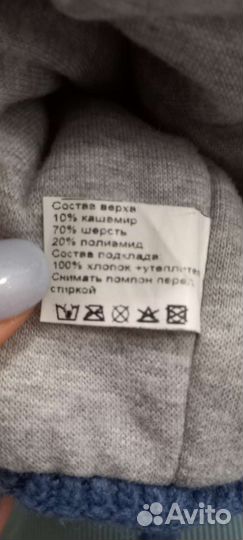 Состав верха
10% кашемир
70% шерсть
20% полиамид
Состав подклада
100% хлопок +утеплитель
Снимать помпон перед
стиркой
Avito